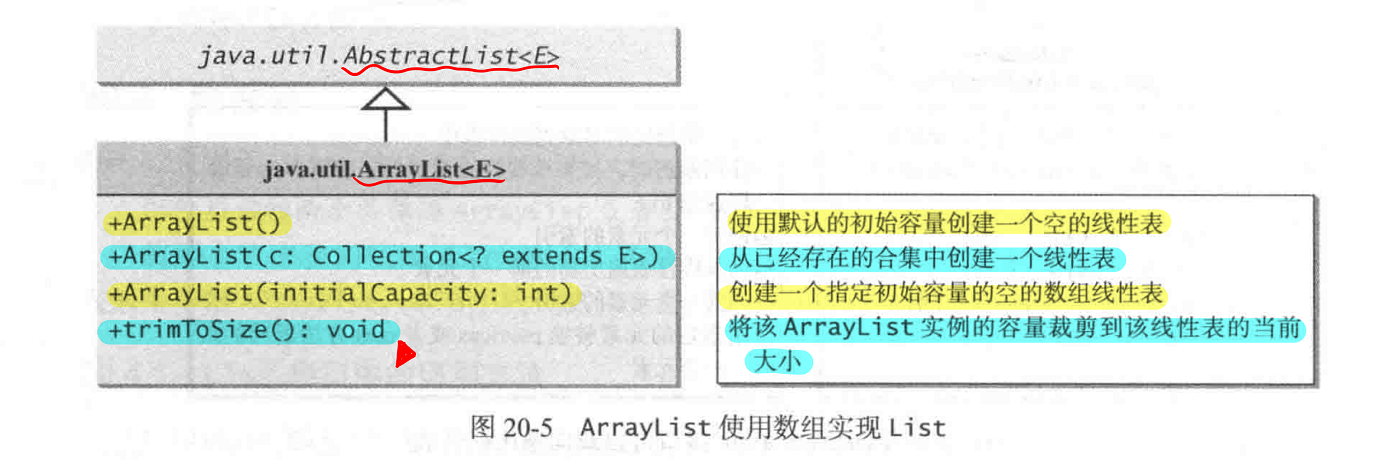 java.util.AbstractList<E>
java.util.ArrayList<E>
+ArrayList()
+ArrayList(c: Collection<? extends E>)
+ArrayList(initialCapacity: int)
+trimToSize(): void
使用默认的初始容量创建一个空的线性表
从已经存在的合集中创建一个线性表
创建一个指定初始容量的空的数组线性表
将该 ArrayList 实例的容量裁剪到该线性表的当前
大小
图 20-5 ArrayList 使用数组实现 List